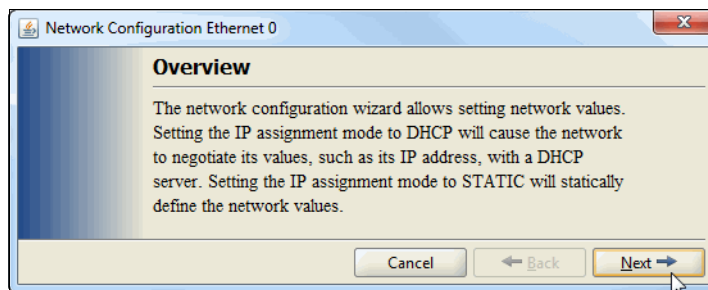 Network Configuration Ethernet 0
Overview
The network configuration wizard allows setting network values.
Setting the IP assignment mode to DHCP will cause the network
to negotiate its values, such as its IP address, with a DHCP
server. Setting the IP assignment mode to STATIC will statically
define the network values.
Cancel Back Next